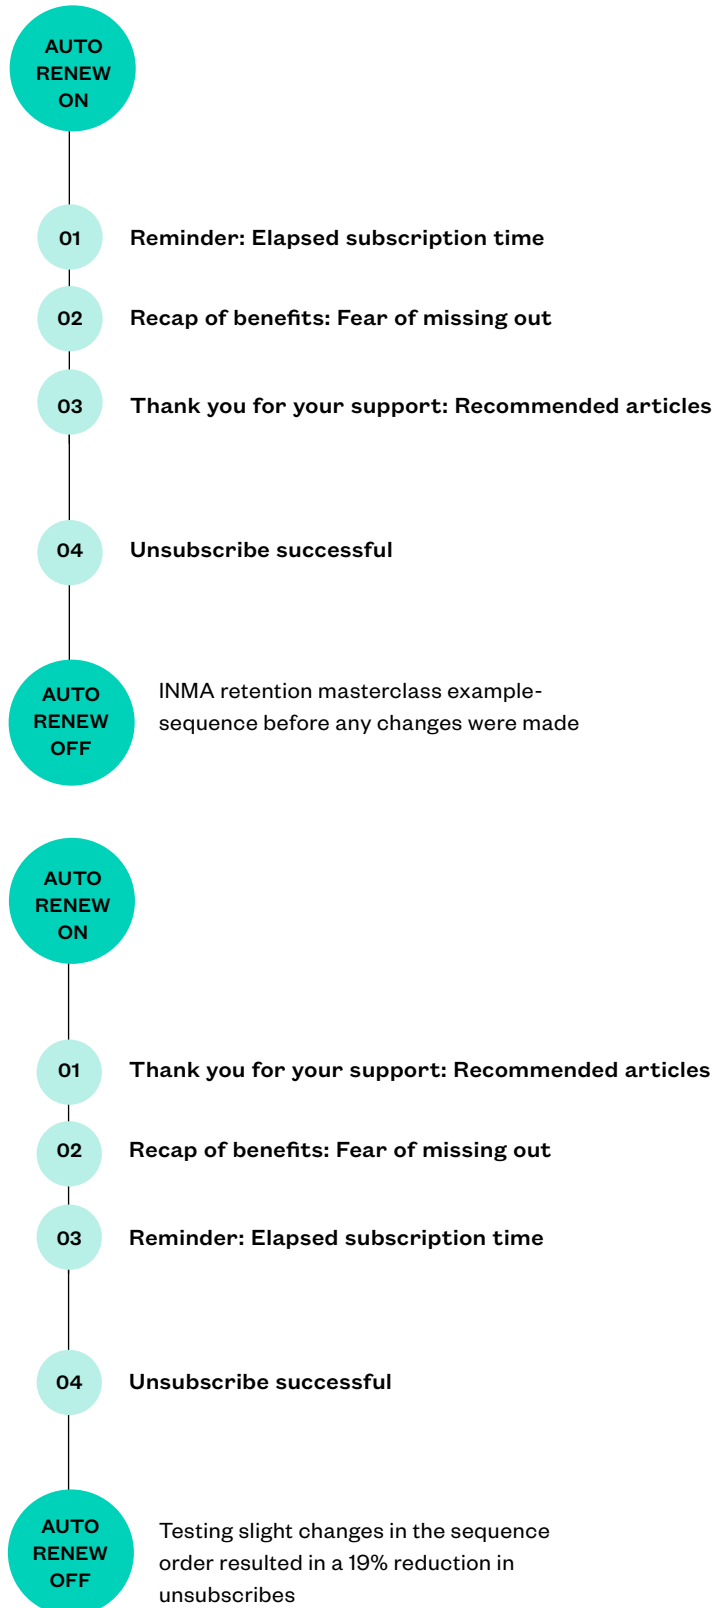 AUTO
RENEW
ON
01
Reminder: Elapsed subscription time
02
Recap of benefits: Fear of missing out
03
Thank you for your support: Recommended articles
04
Unsubscribe successful
AUTO
RENEW
OFF
INMA retention masterclass example-
sequence before any changes were made
AUTO
RENEW
ON
01
Thank you for your support: Recommended articles
02
Recap of benefits: Fear of missing out
03
Reminder: Elapsed subscription time
04
Unsubscribe successful
AUTO
RENEW
OFF
Testing slight changes in the sequence
order resulted in a 19% reduction in
unsubscribes